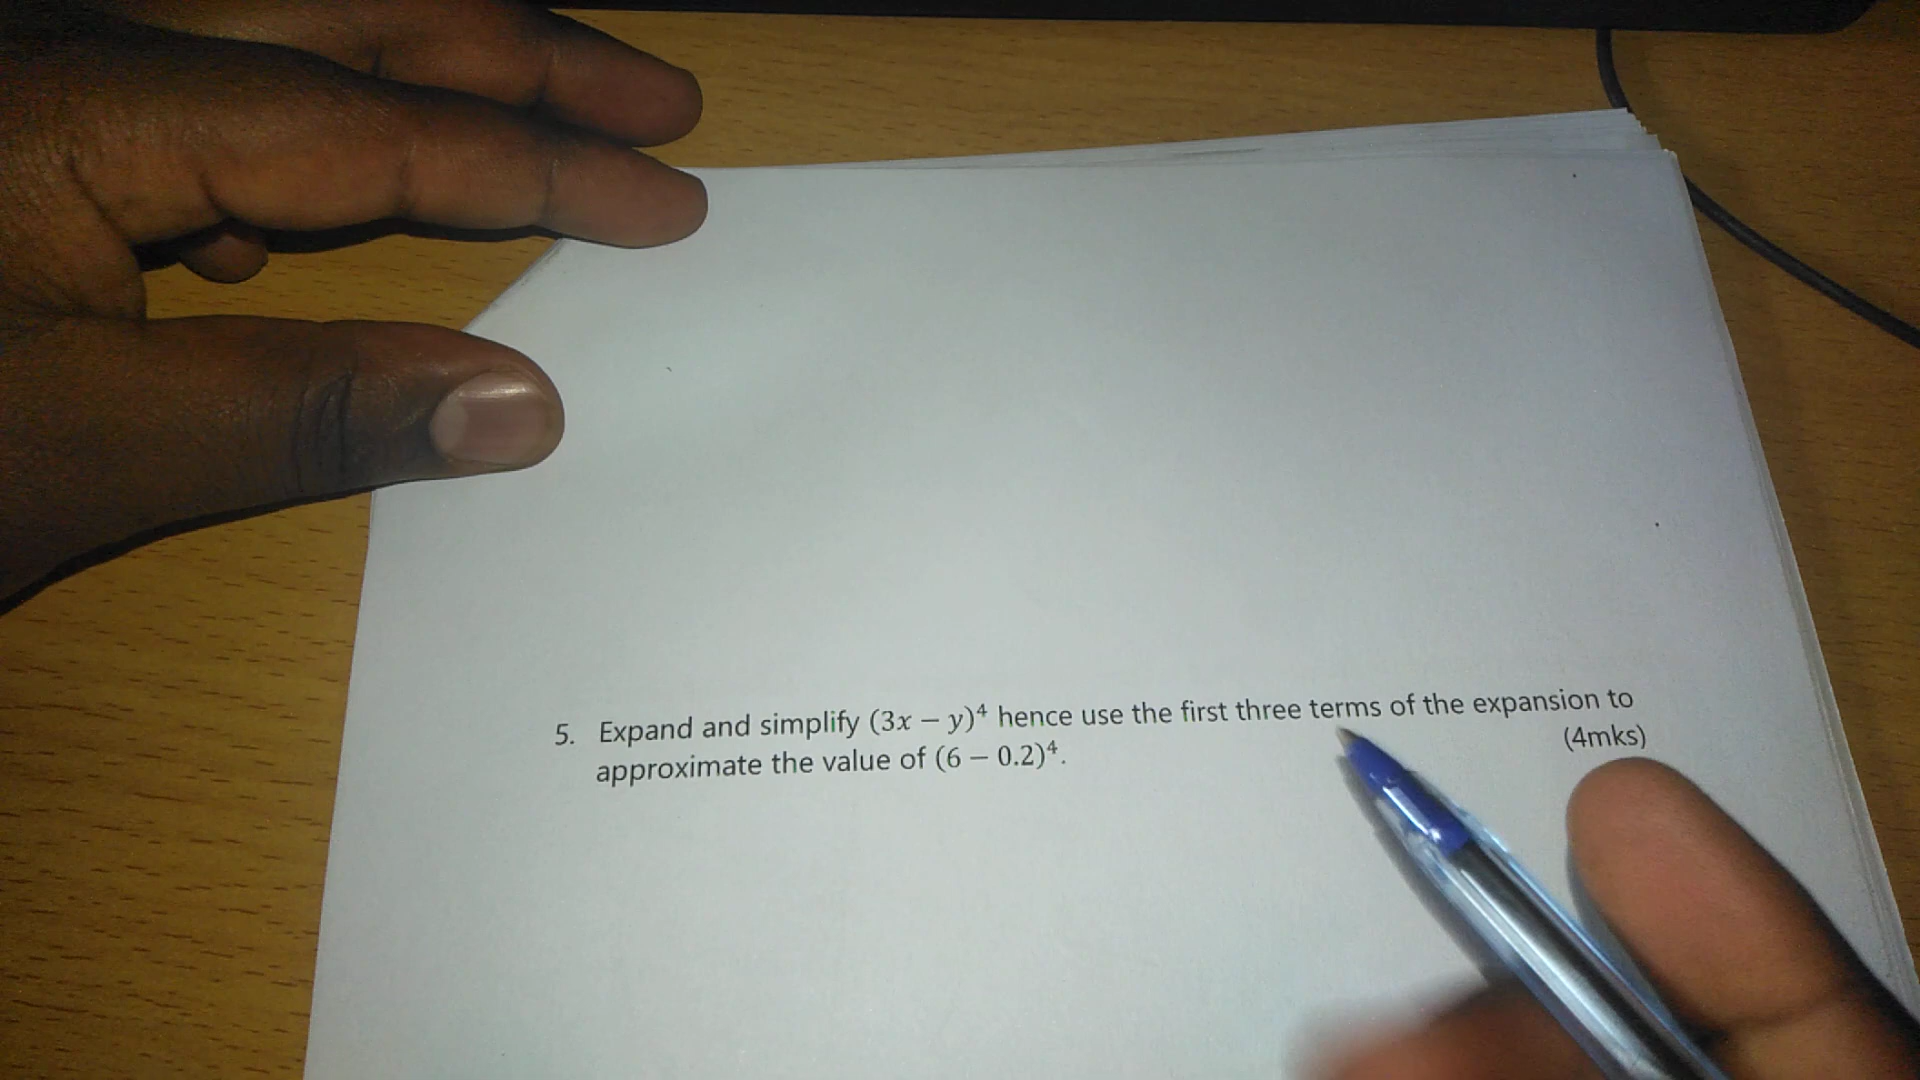 5. Expand and simplify (3x – y)⁴ hence use the first three terms of the expansion to
approximate the value of (6 – 0.2)⁴. (4mks)